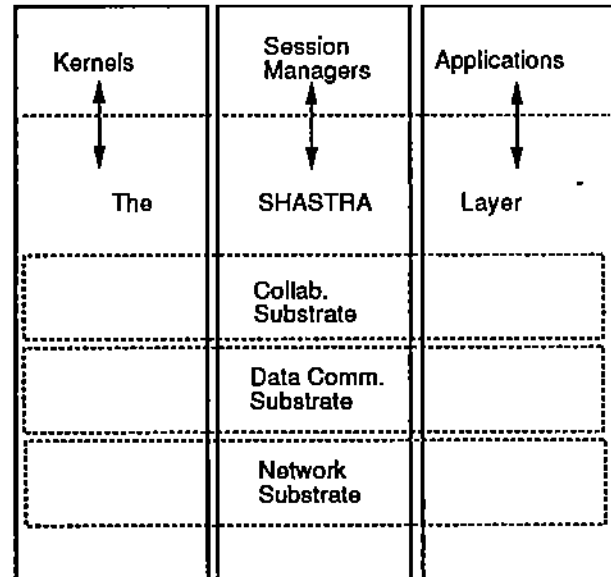 Kernels
Session
Managers
Applications
The SHASTRA Layer
Collab.
Substrate
Data Comm.
Substrate
Network
Substrate